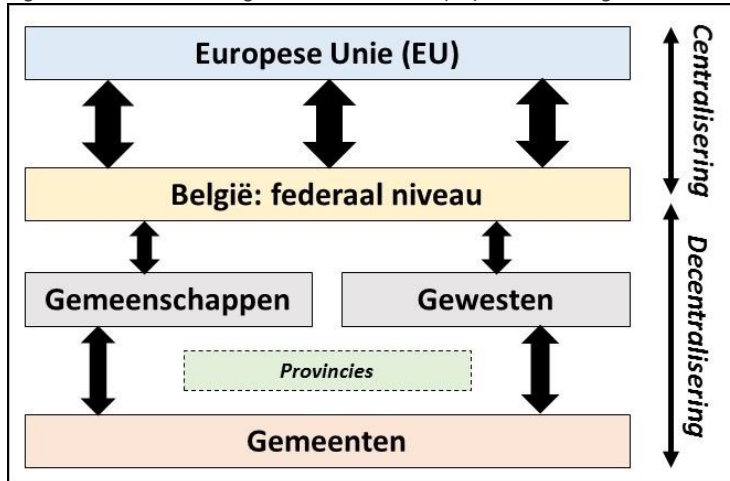 Europese Unie (EU)
België: federaal niveau
Gemeenschappen
Gewesten
Provincies
Gemeenten
Centralisering
Decentralisering